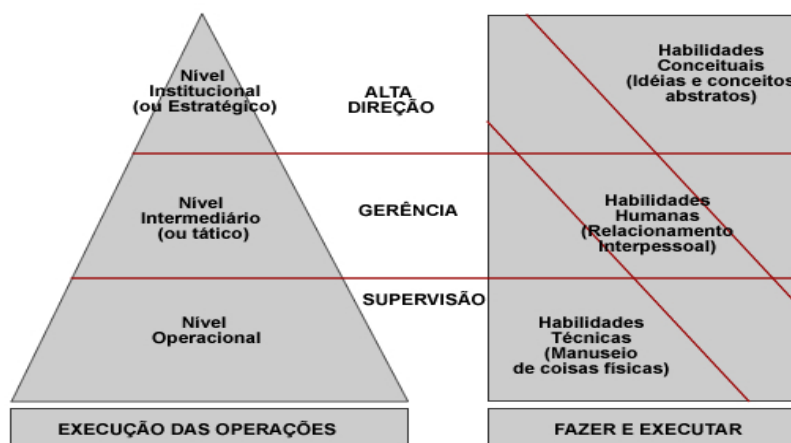 Nível
Institucional
(ou Estratégico)
ALTA
DIREÇÃO
Habilidades
Conceituais
(Idéias e conceitos
abstratos)
Nível
Intermediário
(ou tático)
GERÊNCIA
Habilidades
Humanas
(Relacionamento
Interpessoal)
Nível
Operacional
SUPERVISÃO
Habilidades
Técnicas
(Manuseio
de coisas físicas)
EXECUÇÃO DAS OPERAÇÕES
FAZER E EXECUTAR